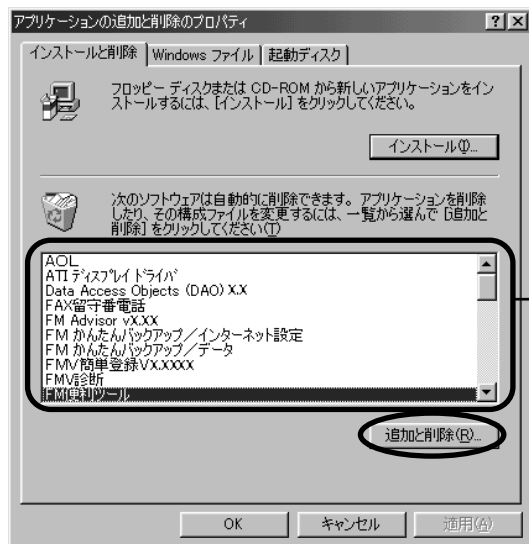 アプリケーションの追加と削除のプロパティ
インストールと削除 Windows ファイル 起動ディスク
フロッピー ディスクまたは CD-ROM から新しいアプリケーションをイン
ストールするには、[インストール] をクリックしてください。
インストール(I)...
次のソフトウェアは自動的に削除できます。アプリケーションを削除
したり、その構成ファイルを変更するには、一覧から選んで [追加と
削除] をクリックしてください(T)
AOL
ATI ディスプレイ ドライバ
Data Access Objects (DAO) X.X
FAX留守番電話
FM Advisor vX.XX
FM かんたんバックアップ/インターネット設定
FM かんたんバックアップ/データ
FMV簡単登録VX.XXXX
FMV診断
FM便利ツール
追加と削除(R)...
OK キャンセル 適用(A)